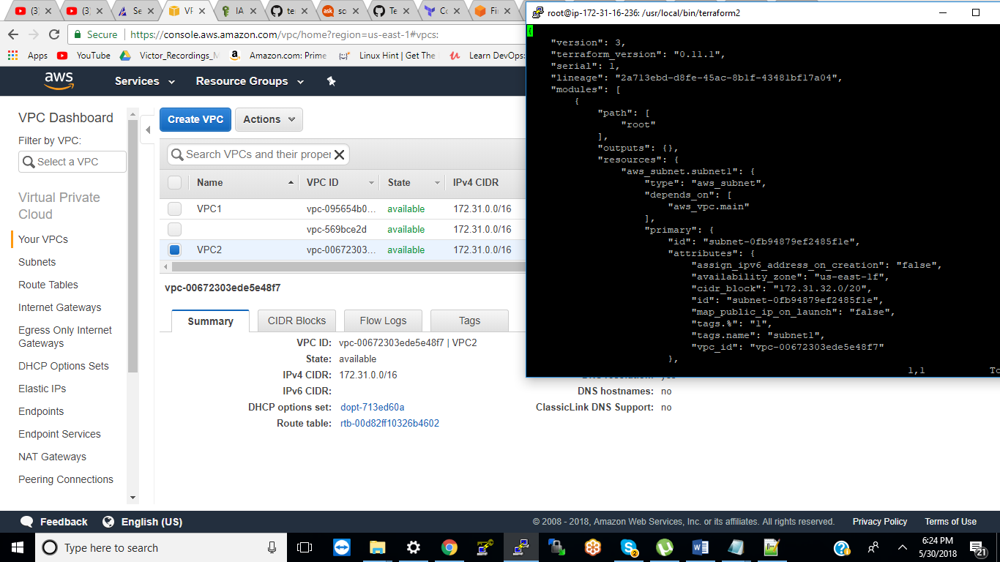 (3)
(3)
Se
VP
IA
te
ask
sc
Te
Co
Fi
Secure
https://console.aws.amazon.com/vpc/home?region=us-east-1#vpcs:
Apps
YouTube
Victor_Recordings_M
Amazon.com: Prime
Linux Hint | Get The
Learn DevOps:
aws
Services
Resource Groups
VPC Dashboard
Filter by VPC:
Select a VPC
Virtual Private
Cloud
Your VPCs
Subnets
Route Tables
Internet Gateways
Egress Only Internet
Gateways
DHCP Options Sets
Elastic IPs
Endpoints
Endpoint Services
NAT Gateways
Peering Connections
Create VPC
Actions
Search VPCs and their proper
Name
VPC ID
State
IPv4 CIDR
VPC1
vpc-095654b0...
available
172.31.0.0/16
vpc-569bce2d
available
172.31.0.0/16
VPC2
vpc-00672303...
available
172.31.0.0/16
vpc-00672303ede5e48f7
Summary
CIDR Blocks
Flow Logs
Tags
VPC ID: vpc-00672303ede5e48f7 | VPC2
State: available
IPv4 CIDR: 172.31.0.0/16
IPv6 CIDR:
DHCP options set: dopt-713ed60a
Route table: rtb-00d82ff10326b4602
DNS resolution: yes
DNS hostnames: no
ClassicLink DNS Support: no
root@ip-172-31-16-236: /usr/local/bin/terraform2
{
"version": 3,
"terraform_version": "0.11.1",
"serial": 1,
"lineage": "2a713ebd-d8fe-45ac-8b1f-43481bf17a04",
"modules": [
{
"path": [
"root"
],
"outputs": {},
"resources": {
"aws_subnet.subnet1": {
"type": "aws_subnet",
"depends_on": [
"aws_vpc.main"
],
"primary": {
"id": "subnet-0fb94879ef2485f1e",
"attributes": {
"assign_ipv6_address_on_creation": "false",
"availability_zone": "us-east-1f",
"cidr_block": "172.31.32.0/20",
"id": "subnet-0fb94879ef2485f1e",
"map_public_ip_on_launch": "false",
"tags.%": "1",
"tags.name": "subnet1",
"vpc_id": "vpc-00672303ede5e48f7"
},
1,1
To
Feedback
English (US)
© 2008 - 2018, Amazon Web Services, Inc. or its affiliates. All rights reserved.
Privacy Policy
Terms of Use
Type here to search
2
6:24 PM
5/30/2018
21